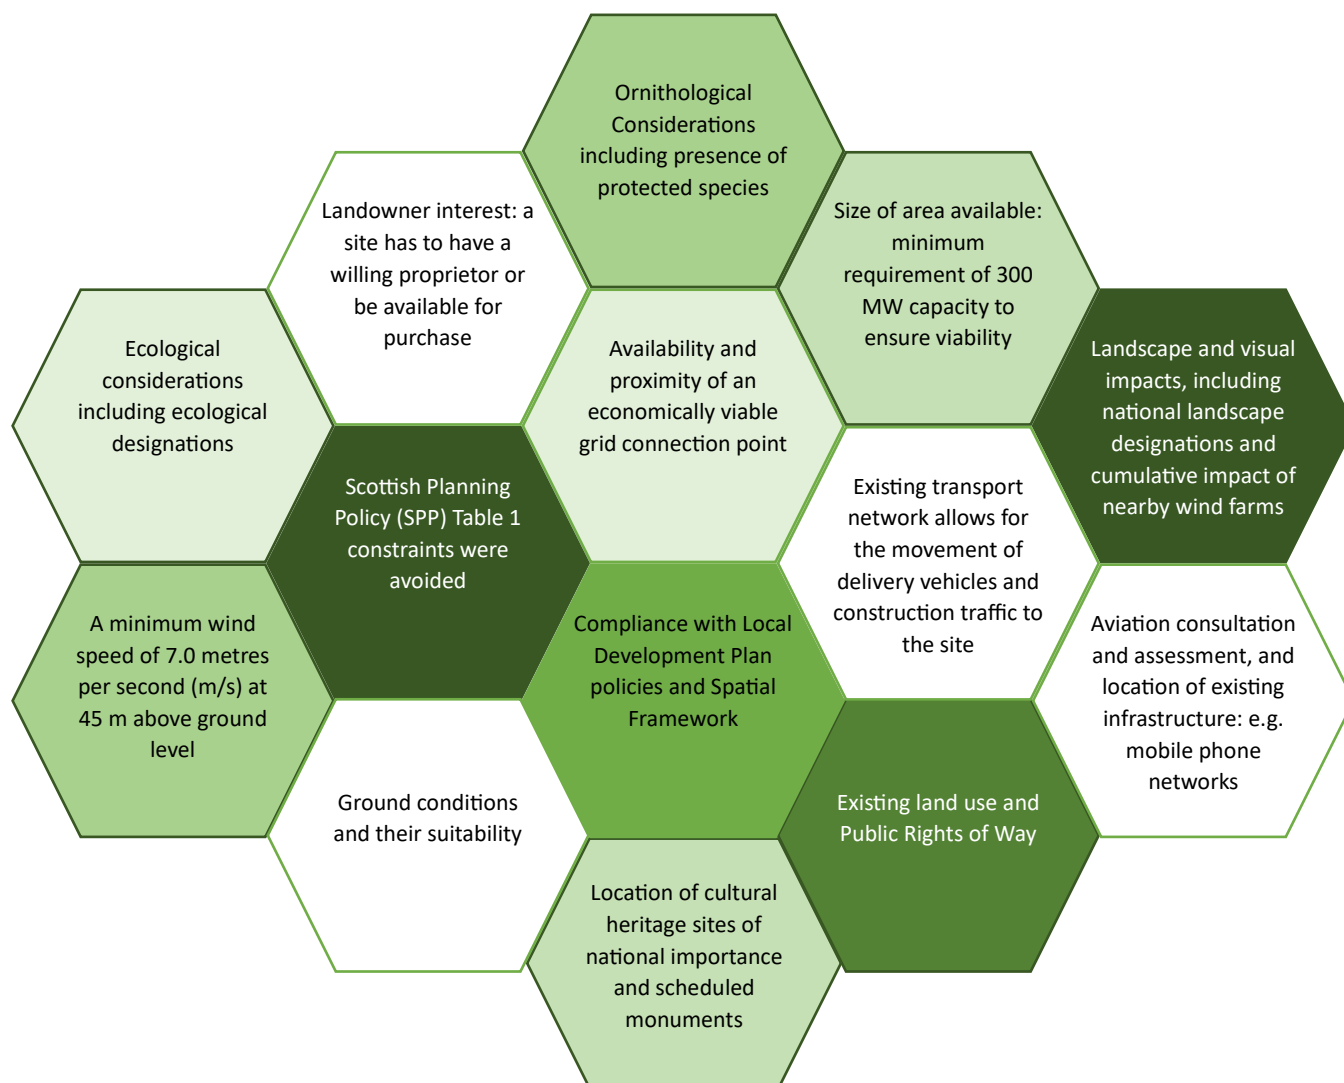 Ornithological
Considerations
including presence of
protected species
Landowner interest: a
site has to have a
willing proprietor or
be available for
purchase
Size of area available:
minimum
requirement of 300
MW capacity to
ensure viability
Ecological
considerations
including ecological
designations
Availability and
proximity of an
economically viable
grid connection point
Landscape and visual
impacts, including
national landscape
designations and
cumulative impact of
nearby wind farms
Scottish Planning
Policy (SPP) Table 1
constraints were
avoided
Existing transport
network allows for
the movement of
delivery vehicles and
construction traffic to
the site
A minimum wind
speed of 7.0 metres
per second (m/s) at
45 m above ground
level
Compliance with Local
Development Plan
policies and Spatial
Framework
Aviation consultation
and assessment, and
location of existing
infrastructure: e.g.
mobile phone
networks
Ground conditions
and their suitability
Existing land use and
Public Rights of Way
Location of cultural
heritage sites of
national importance
and scheduled
monuments